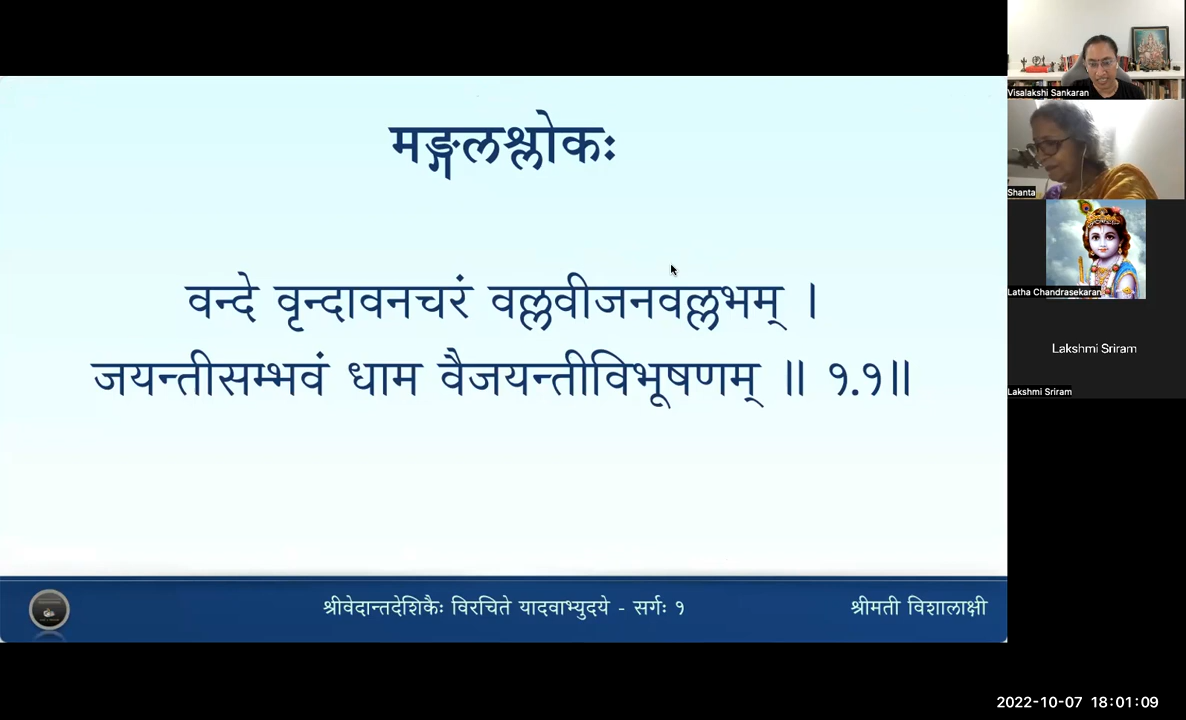 मङ्गलश्लोकः
वन्दे वृन्दावनचरं वल्लवीजनवल्लभम् ।
जयन्तीसम्भवं धाम वैजयन्तीविभूषणम् ॥ १.१॥
श्रीवेदान्तदेशिकैः विरचिते यादवाभ्युदये - सर्गः १
श्रीमती विशालाक्षी
Visalakshi Sankaran
Shanta
Latha Chandrasekaran
Lakshmi Sriram
Lakshmi Sriram
2022-10-07 18:01:09